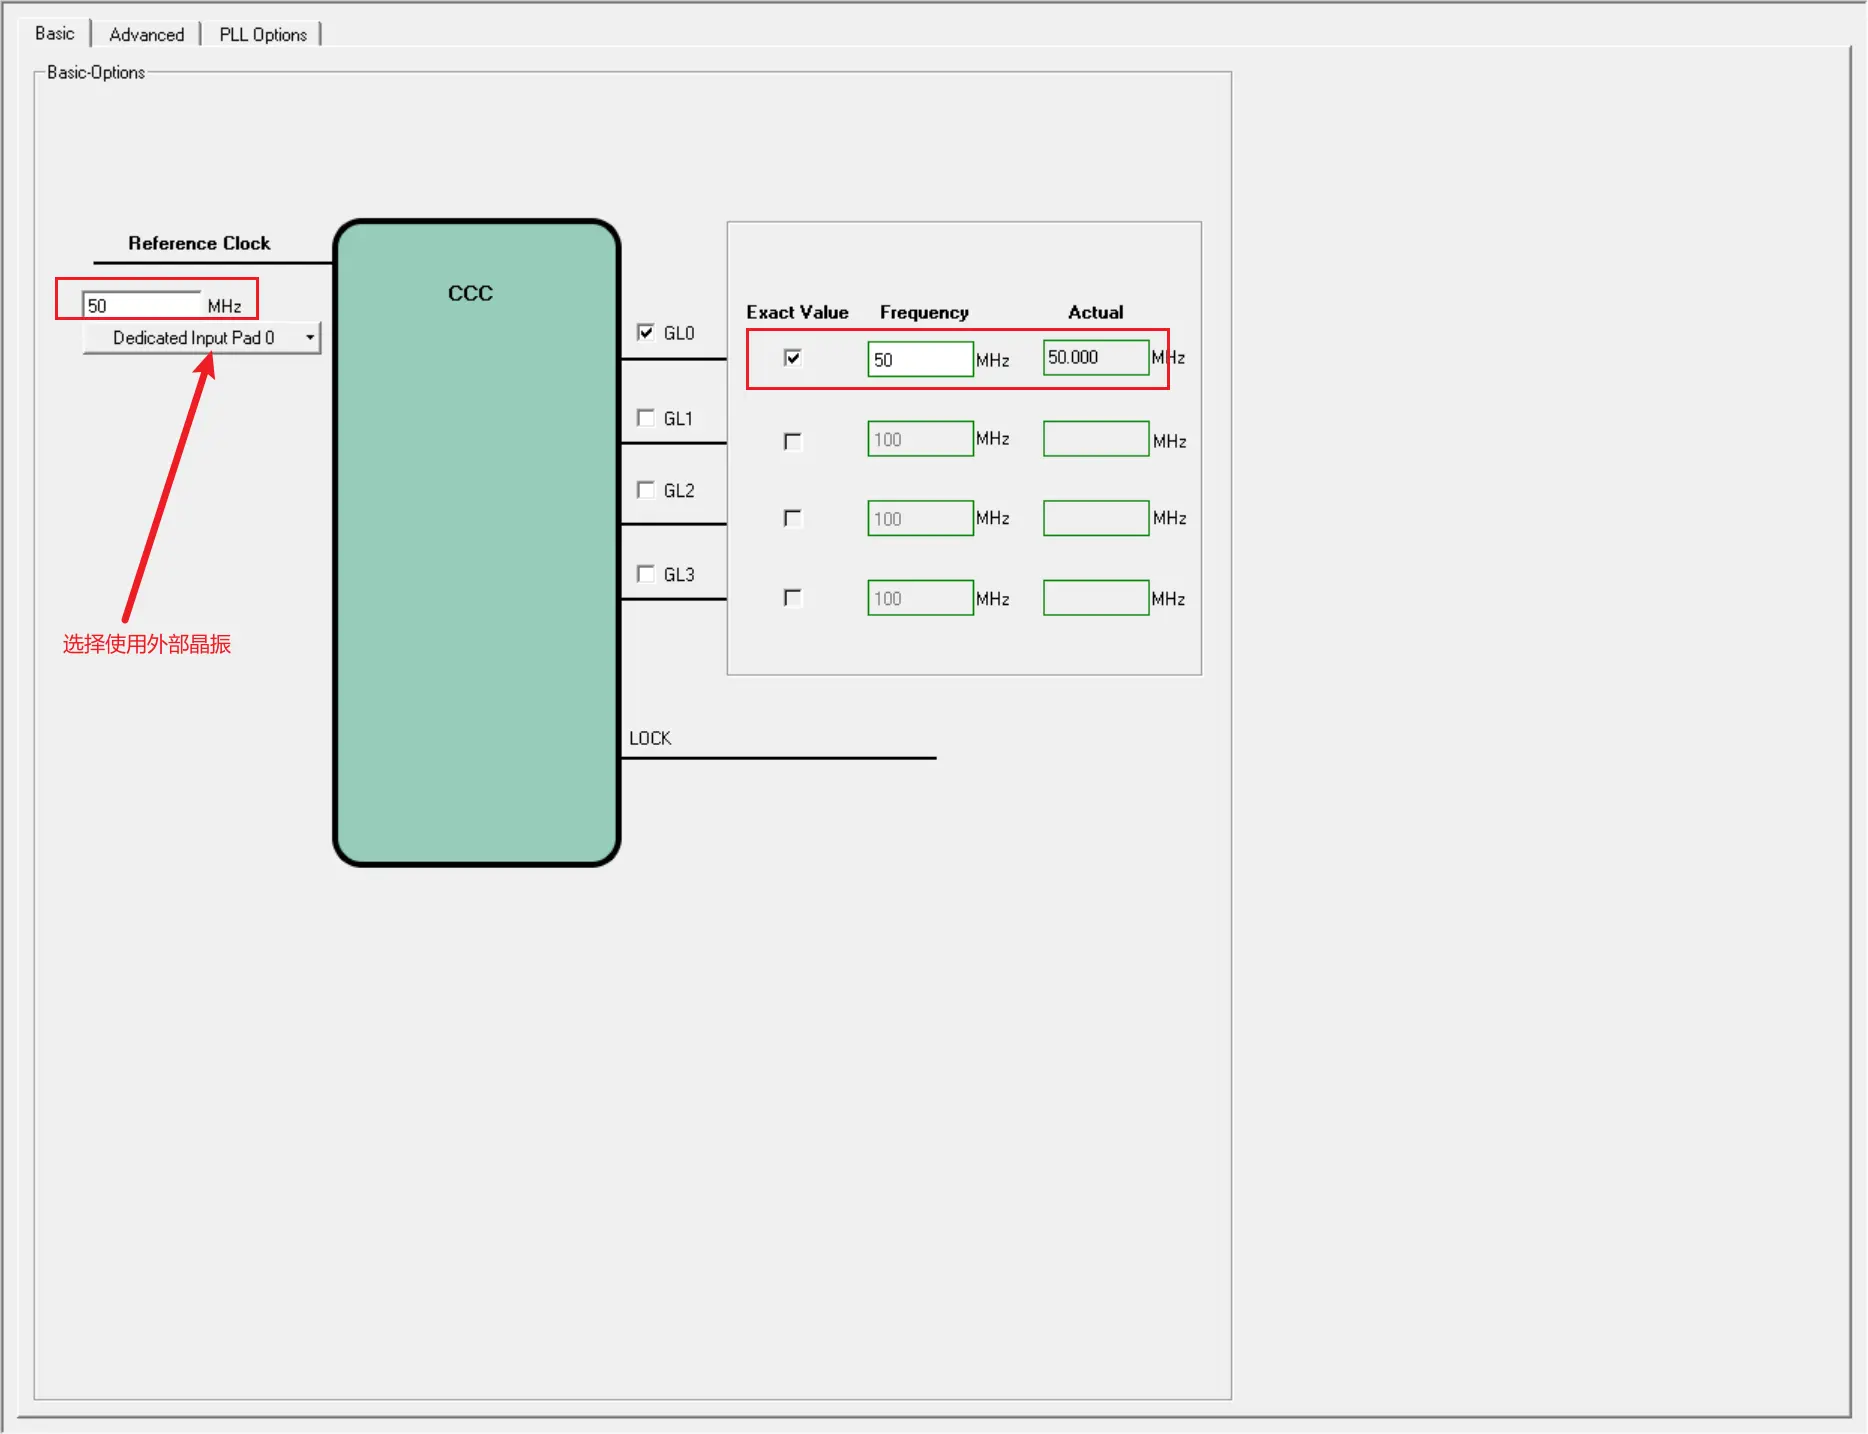 Basic Advanced PLL Options
Basic-Options
Reference Clock
50 MHz
Dedicated Input Pad 0
选择使用外部晶振
CCC
GL0
GL1
GL2
GL3
LOCK
Exact Value Frequency Actual
50 MHz 50.000 MHz
100 MHz MHz
100 MHz MHz
100 MHz MHz